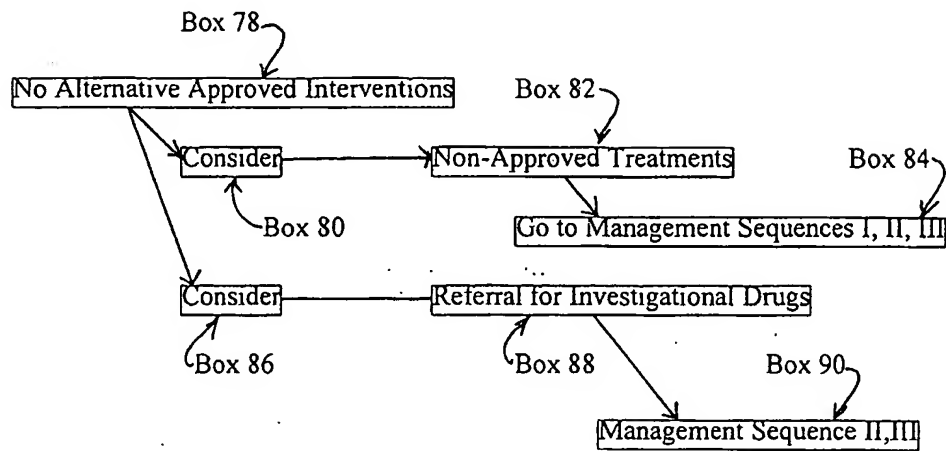 Box 78
No Alternative Approved Interventions
Box 82
Consider
Non-Approved Treatments
Box 84
Box 80
Go to Management Sequences I, II, III
Consider
Referral for Investigational Drugs
Box 86
Box 88
Box 90
Management Sequence II,III